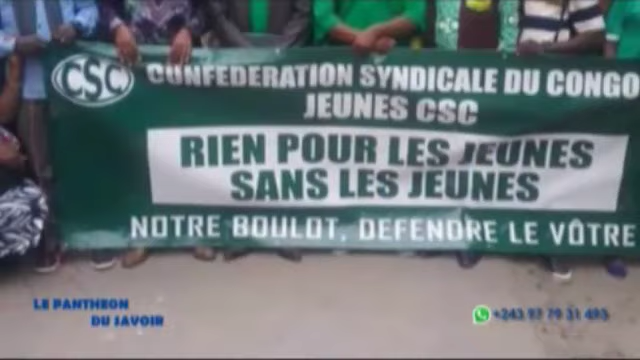 CSC
CONFEDERATION SYNDICALE DU CONGO
JEUNES CSC
RIEN POUR LES JEUNES
SANS LES JEUNES
NOTRE BOULOT, DEFENDRE LE VÔTRE
LE PANTHEON
DU SAVOIR
+243 97 79 31 495